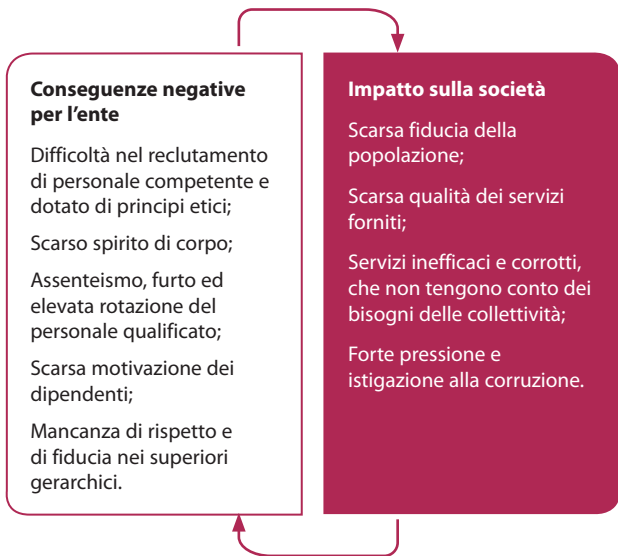 Conseguenze negative
per l'ente
Difficoltà nel reclutamento
di personale competente e
dotato di principi etici;
Scarso spirito di corpo;
Assenteismo, furto ed
elevata rotazione del
personale qualificato;
Scarsa motivazione dei
dipendenti;
Mancanza di rispetto e
di fiducia nei superiori
gerarchici.
Impatto sulla società
Scarsa fiducia della
popolazione;
Scarsa qualità dei servizi
forniti;
Servizi inefficaci e corrotti,
che non tengono conto dei
bisogni delle collettività;
Forte pressione e
istigazione alla corruzione.